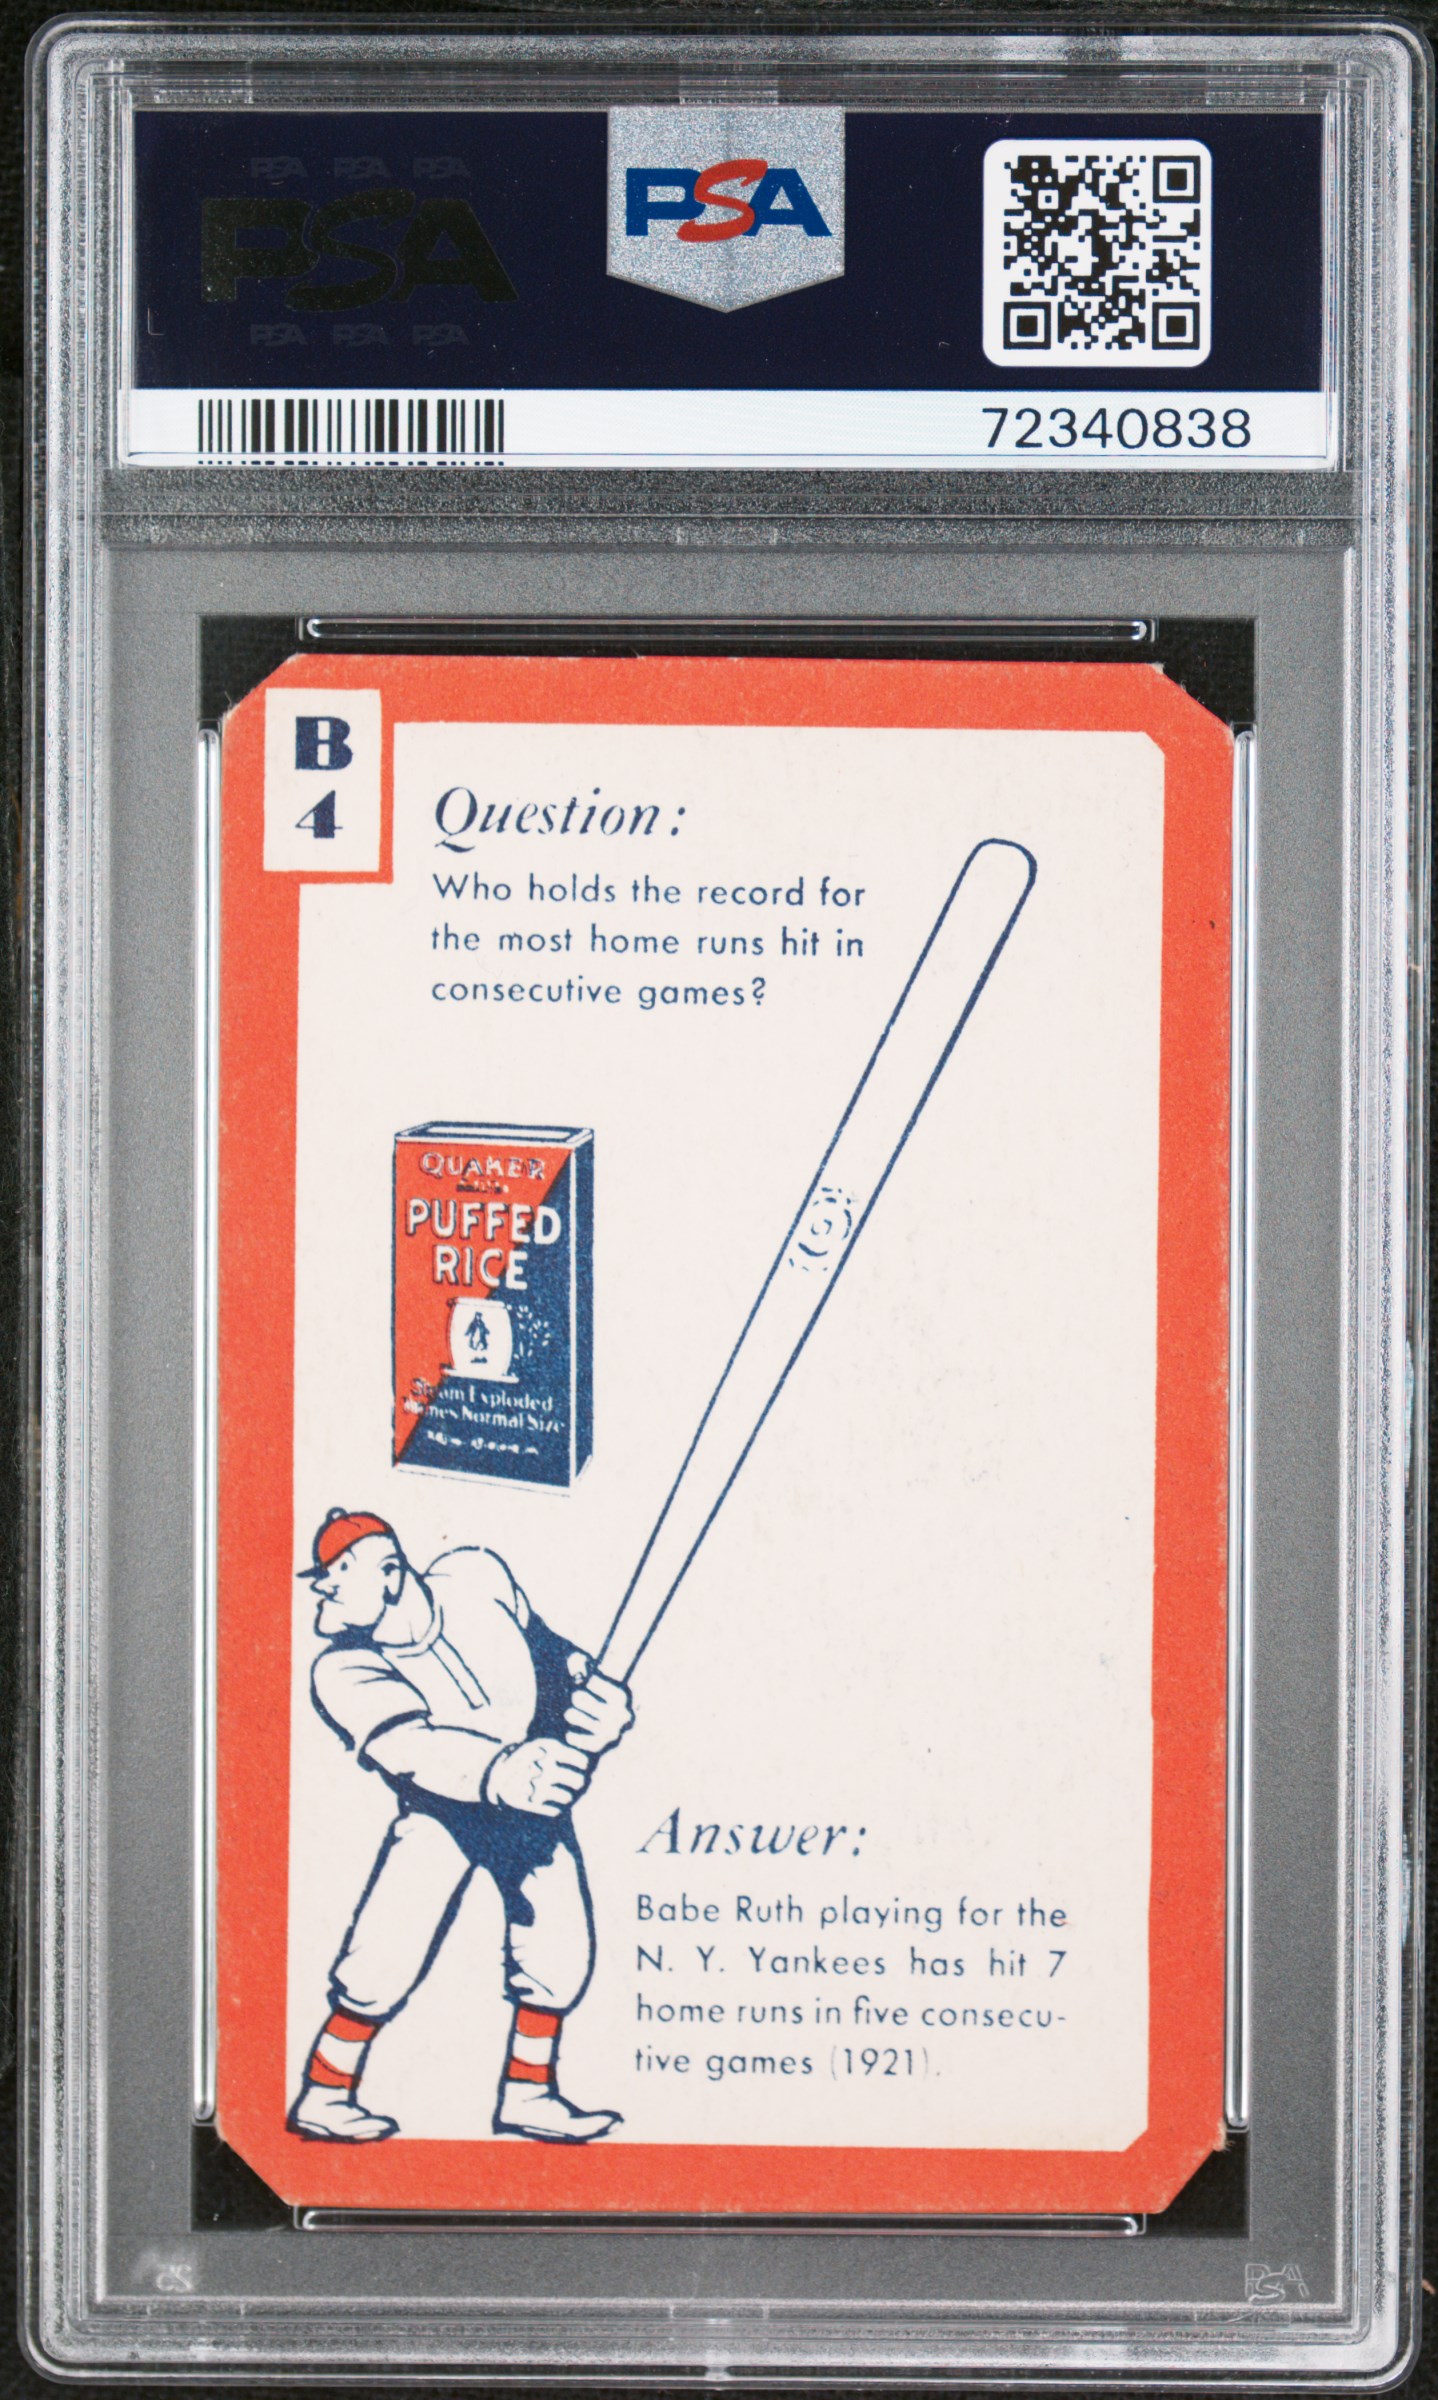 PSA PSA PSA
PSA
PSA PSA PSA
PSA
72340838
B
4
Question:
Who holds the record for
the most home runs hit in
consecutive games?
QUAKER
PUFFED
RICE
Steam Exploded
Times Normal Size
Answer:
Babe Ruth playing for the
N. Y. Yankees has hit 7
home runs in five consecu-
tive games (1921).
PSA